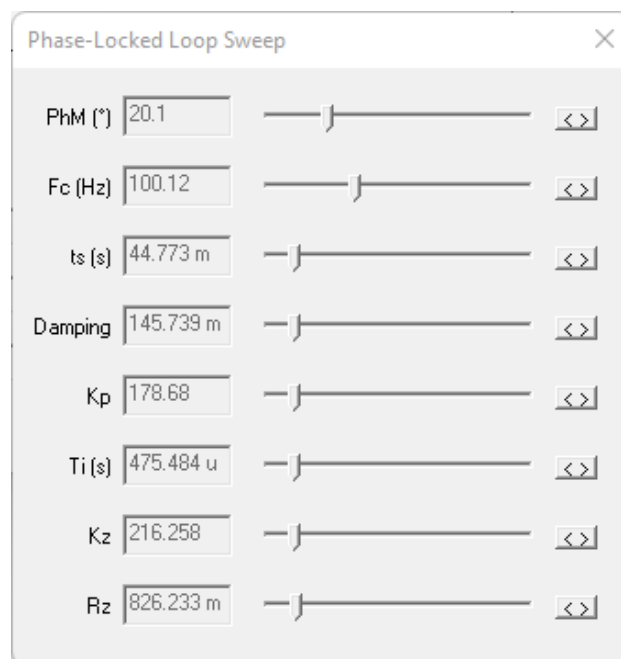 Phase-Locked Loop Sweep
PhM (°) 20.1 < >
Fc (Hz) 100.12 < >
ts (s) 44.773 m < >
Damping 145.739 m < >
Kp 178.68 < >
Ti (s) 475.484 u < >
Kz 216.258 < >
Rz 826.233 m < >